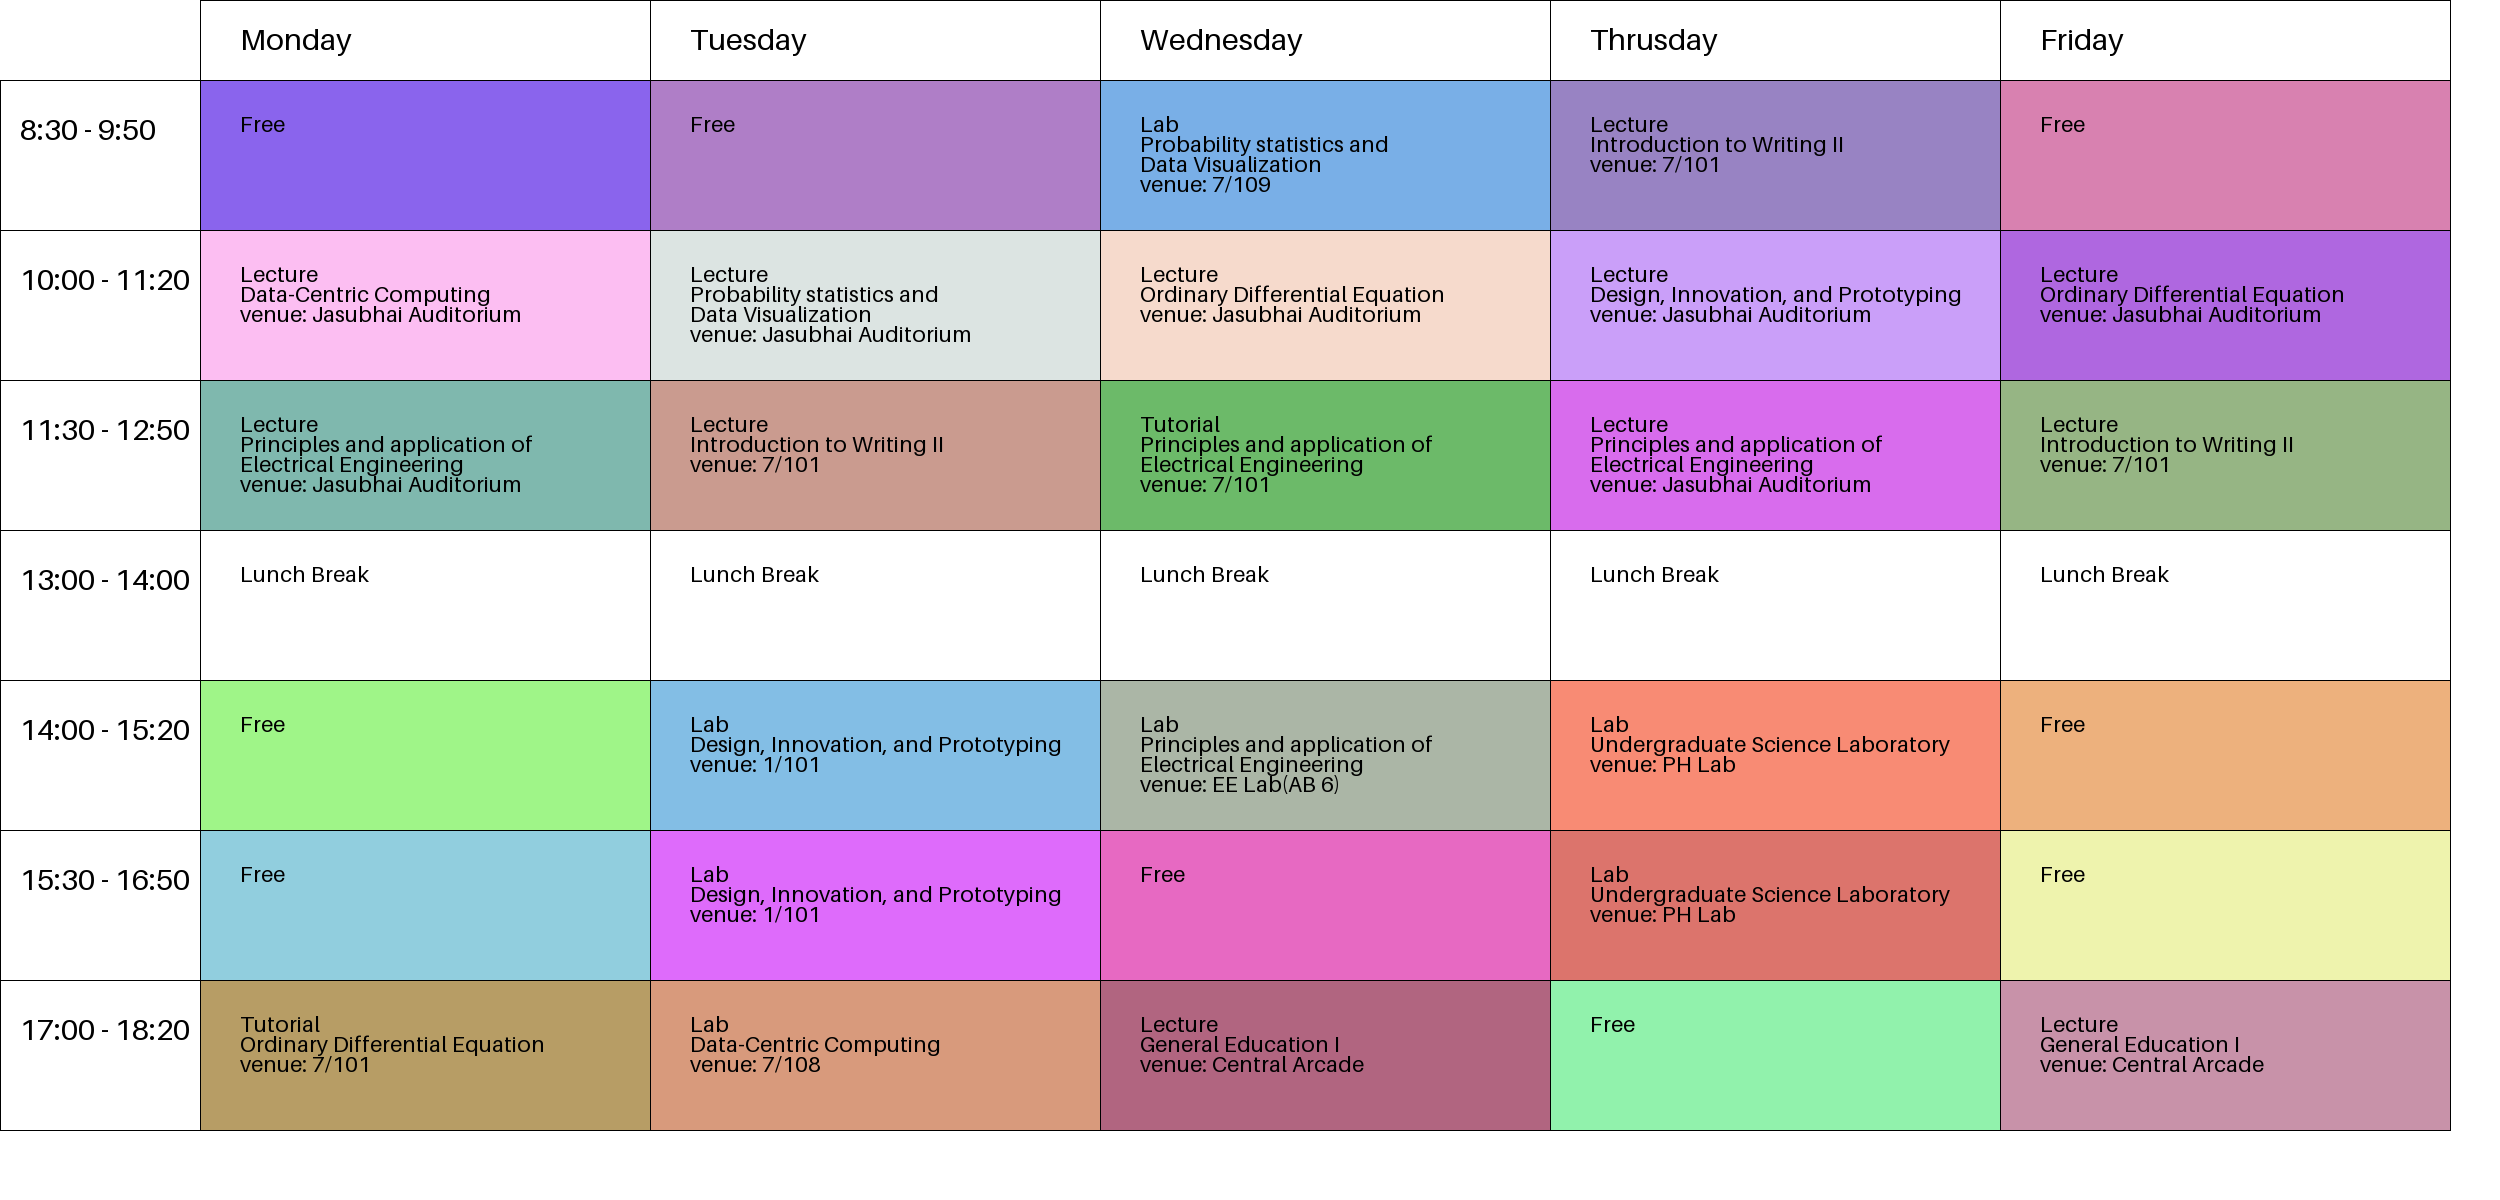 Monday
Tuesday
Wednesday
Thrusday
Friday
8:30 - 9:50
Free
Free
Lab
Probability statistics and
Data Visualization
venue: 7/109
Lecture
Introduction to Writing II
venue: 7/101
Free
10:00 - 11:20
Lecture
Data-Centric Computing
venue: Jasubhai Auditorium
Lecture
Probability statistics and
Data Visualization
venue: Jasubhai Auditorium
Lecture
Ordinary Differential Equation
venue: Jasubhai Auditorium
Lecture
Design, Innovation, and Prototyping
venue: Jasubhai Auditorium
Lecture
Ordinary Differential Equation
venue: Jasubhai Auditorium
11:30 - 12:50
Lecture
Principles and application of
Electrical Engineering
venue: Jasubhai Auditorium
Lecture
Introduction to Writing II
venue: 7/101
Tutorial
Principles and application of
Electrical Engineering
venue: 7/101
Lecture
Principles and application of
Electrical Engineering
venue: Jasubhai Auditorium
Lecture
Introduction to Writing II
venue: 7/101
13:00 - 14:00
Lunch Break
Lunch Break
Lunch Break
Lunch Break
Lunch Break
14:00 - 15:20
Free
Lab
Design, Innovation, and Prototyping
venue: 1/101
Lab
Principles and application of
Electrical Engineering
venue: EE Lab(AB 6)
Lab
Undergraduate Science Laboratory
venue: PH Lab
Free
15:30 - 16:50
Free
Lab
Design, Innovation, and Prototyping
venue: 1/101
Free
Lab
Undergraduate Science Laboratory
venue: PH Lab
Free
17:00 - 18:20
Tutorial
Ordinary Differential Equation
venue: 7/101
Lab
Data-Centric Computing
venue: 7/108
Lecture
General Education I
venue: Central Arcade
Free
Lecture
General Education I
venue: Central Arcade